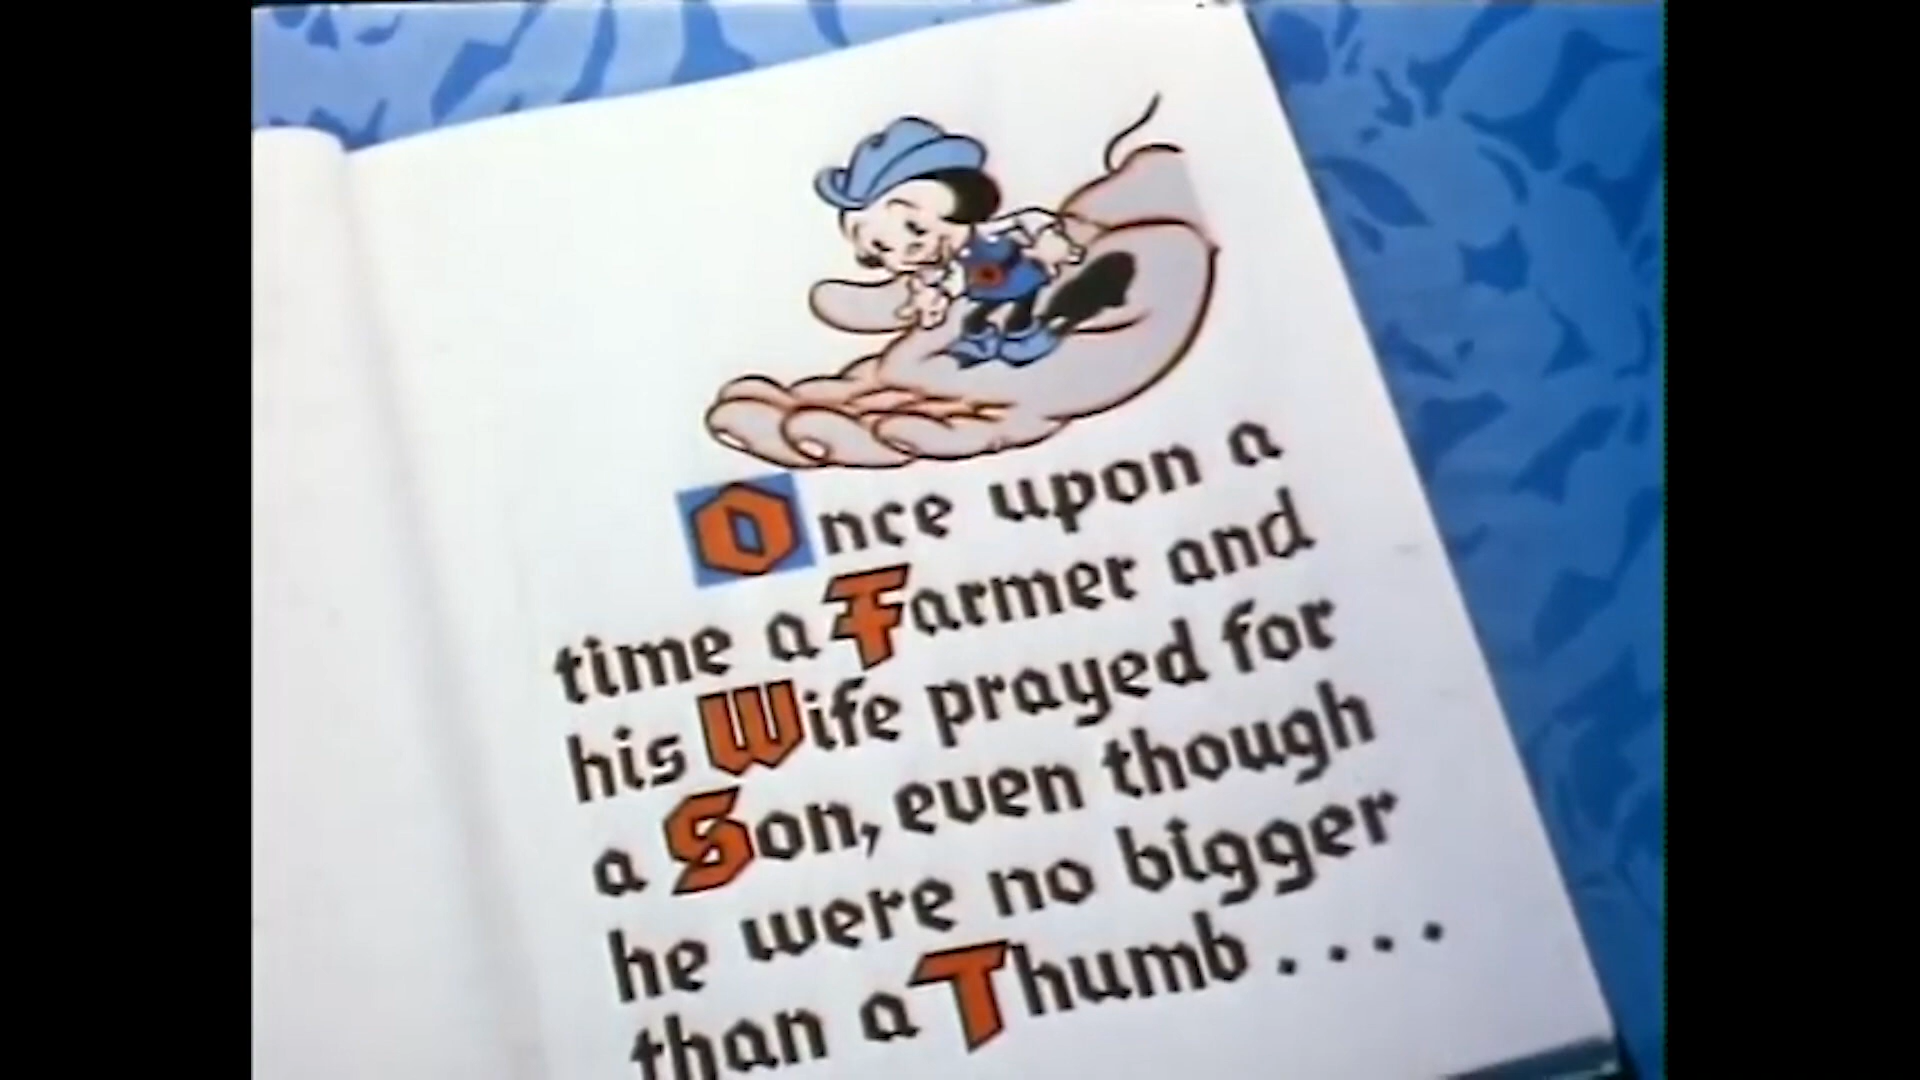 Once upon a
time a Farmer and
his Wife prayed for
a Son, even though
he were no bigger
than a Thumb....